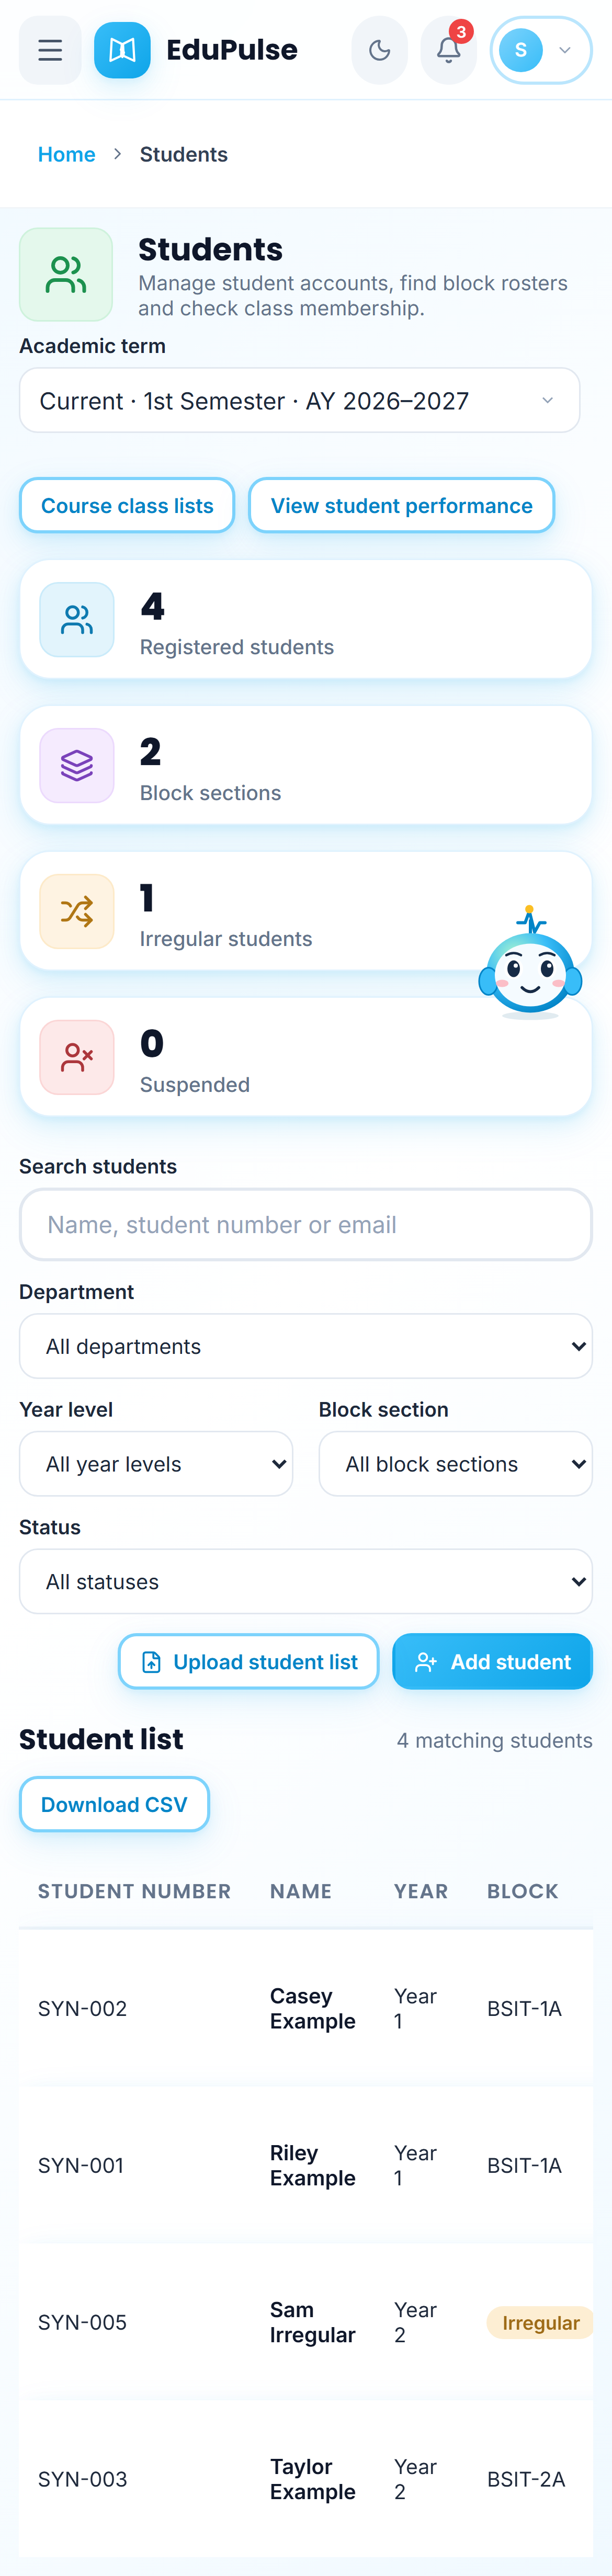 EduPulse
3
S
Home
Students
Students
Manage student accounts, find block rosters
and check class membership.
Academic term
Current · 1st Semester · AY 2026–2027
Course class lists
View student performance
4
Registered students
2
Block sections
1
Irregular students
0
Suspended
Search students
Name, student number or email
Department
All departments
Year level
Block section
All year levels
All block sections
Status
All statuses
Upload student list
Add student
Student list
4 matching students
Download CSV
STUDENT NUMBER NAME YEAR BLOCK
SYN-002
Casey
Example
Year
1
BSIT-1A
SYN-001
Riley
Example
Year
1
BSIT-1A
SYN-005
Sam
Irregular
Year
2
Irregular
SYN-003
Taylor
Example
Year
2
BSIT-2A